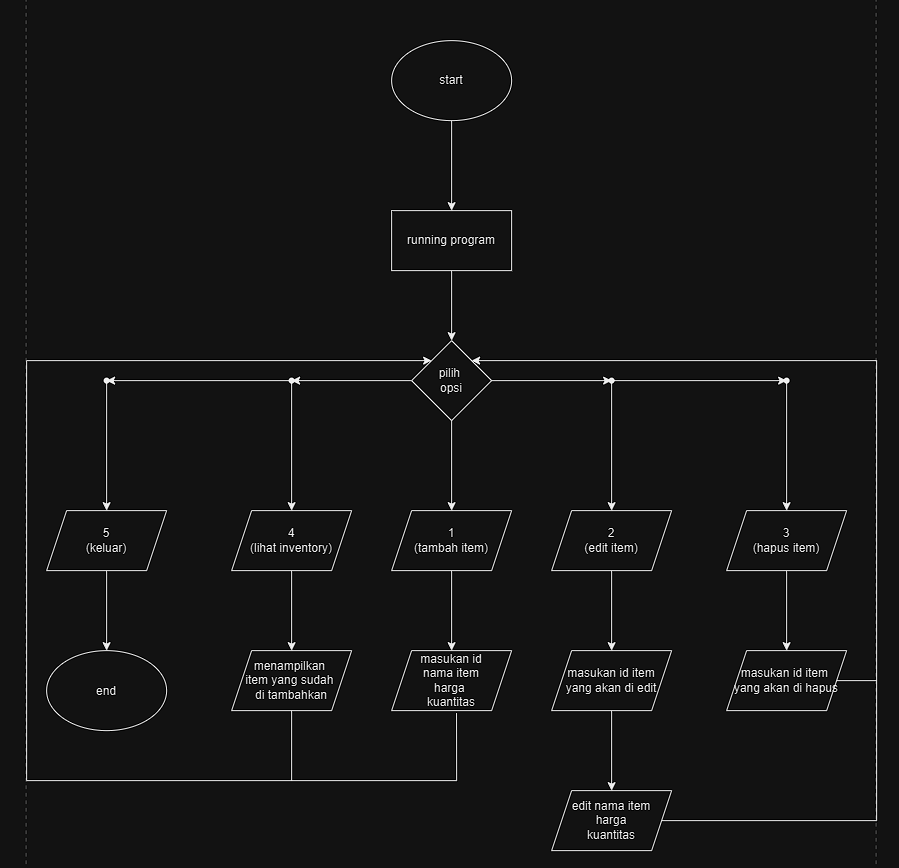 start
running program
pilih
opsi
5
(keluar)
4
(lihat inventory)
1
(tambah item)
2
(edit item)
3
(hapus item)
end
menampilkan
item yang sudah
di tambahkan
masukan id
nama item
harga
kuantitas
masukan id item
yang akan di edit
masukan id item
yang akan di hapus
edit nama item
harga
kuantitas